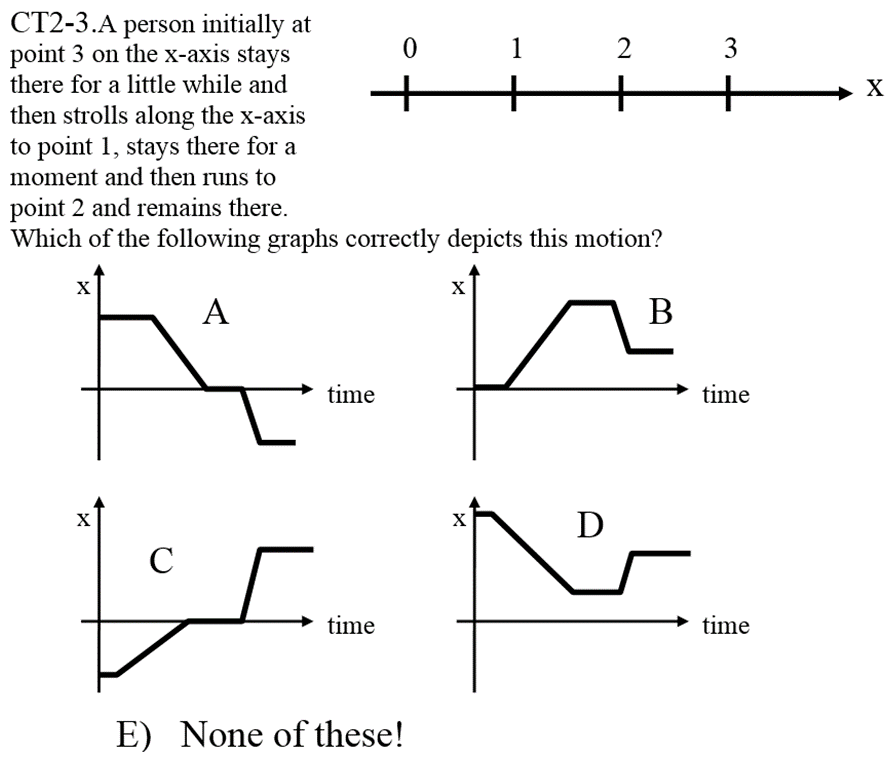 CT2-3.A person initially at
point 3 on the x-axis stays
there for a little while and
then strolls along the x-axis
to point 1, stays there for a
moment and then runs to
point 2 and remains there.
Which of the following graphs correctly depicts this motion?
0 1 2 3
x
x A
time
x B
time
x C
time
x D
time
E) None of these!